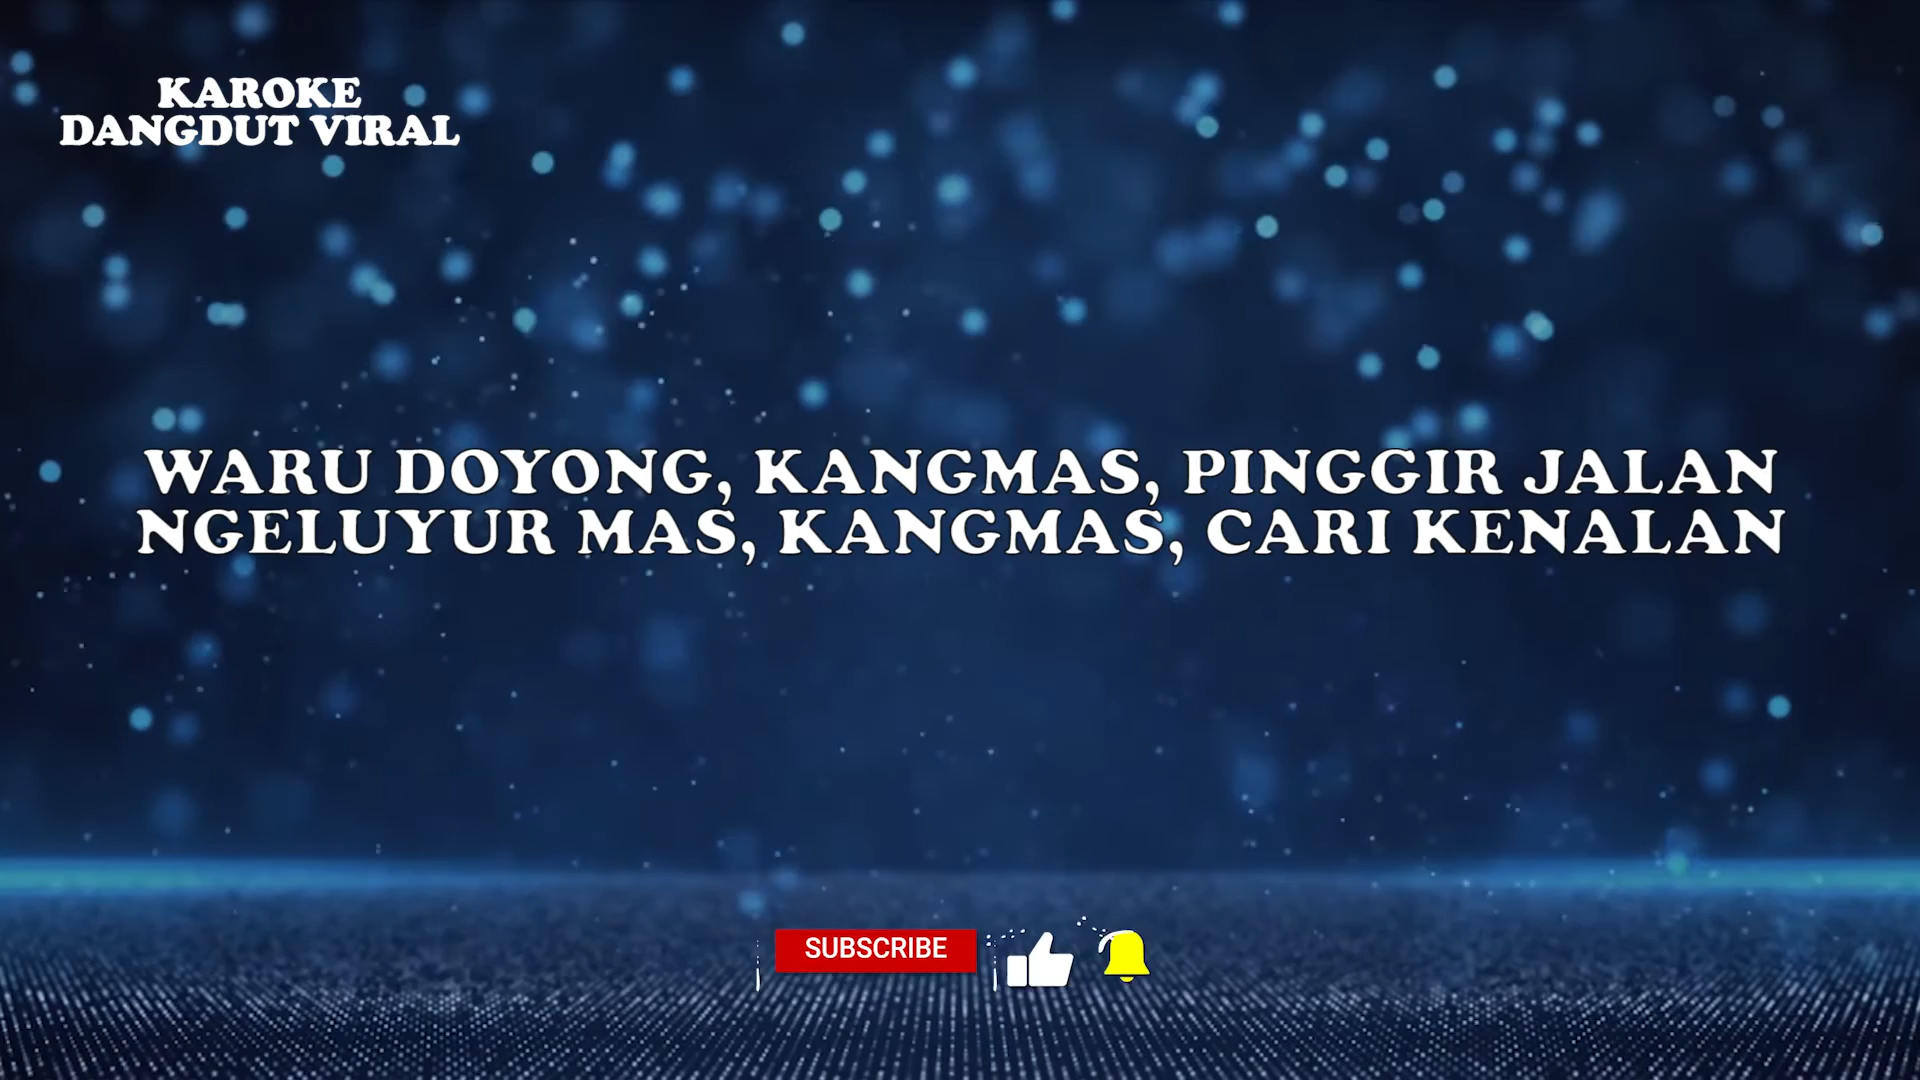 KAROKE
DANGDUT VIRAL
WARU DOYONG, KANGMAS, PINGGIR JALAN
NGELUYUR MAS, KANGMAS, CARI KENALAN
SUBSCRIBE